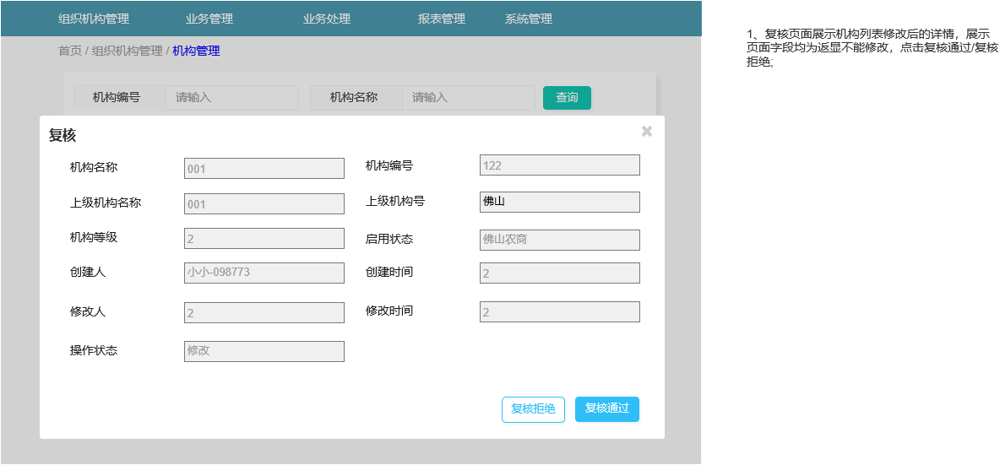 组织机构管理 业务管理 业务处理 报表管理 系统管理
首页 / 组织机构管理 / 机构管理
机构编号 请输入 机构名称 请输入 查询
复核
机构名称 001 机构编号 122
上级机构名称 001 上级机构号 佛山
机构等级 2 启用状态 佛山农商
创建人 小小-098773 创建时间 2
修改人 2 修改时间 2
操作状态 修改
复核拒绝 复核通过
1、复核页面展示机构列表修改后的详情，展示
页面字段均为返显不能修改，点击复核通过/复核
拒绝;